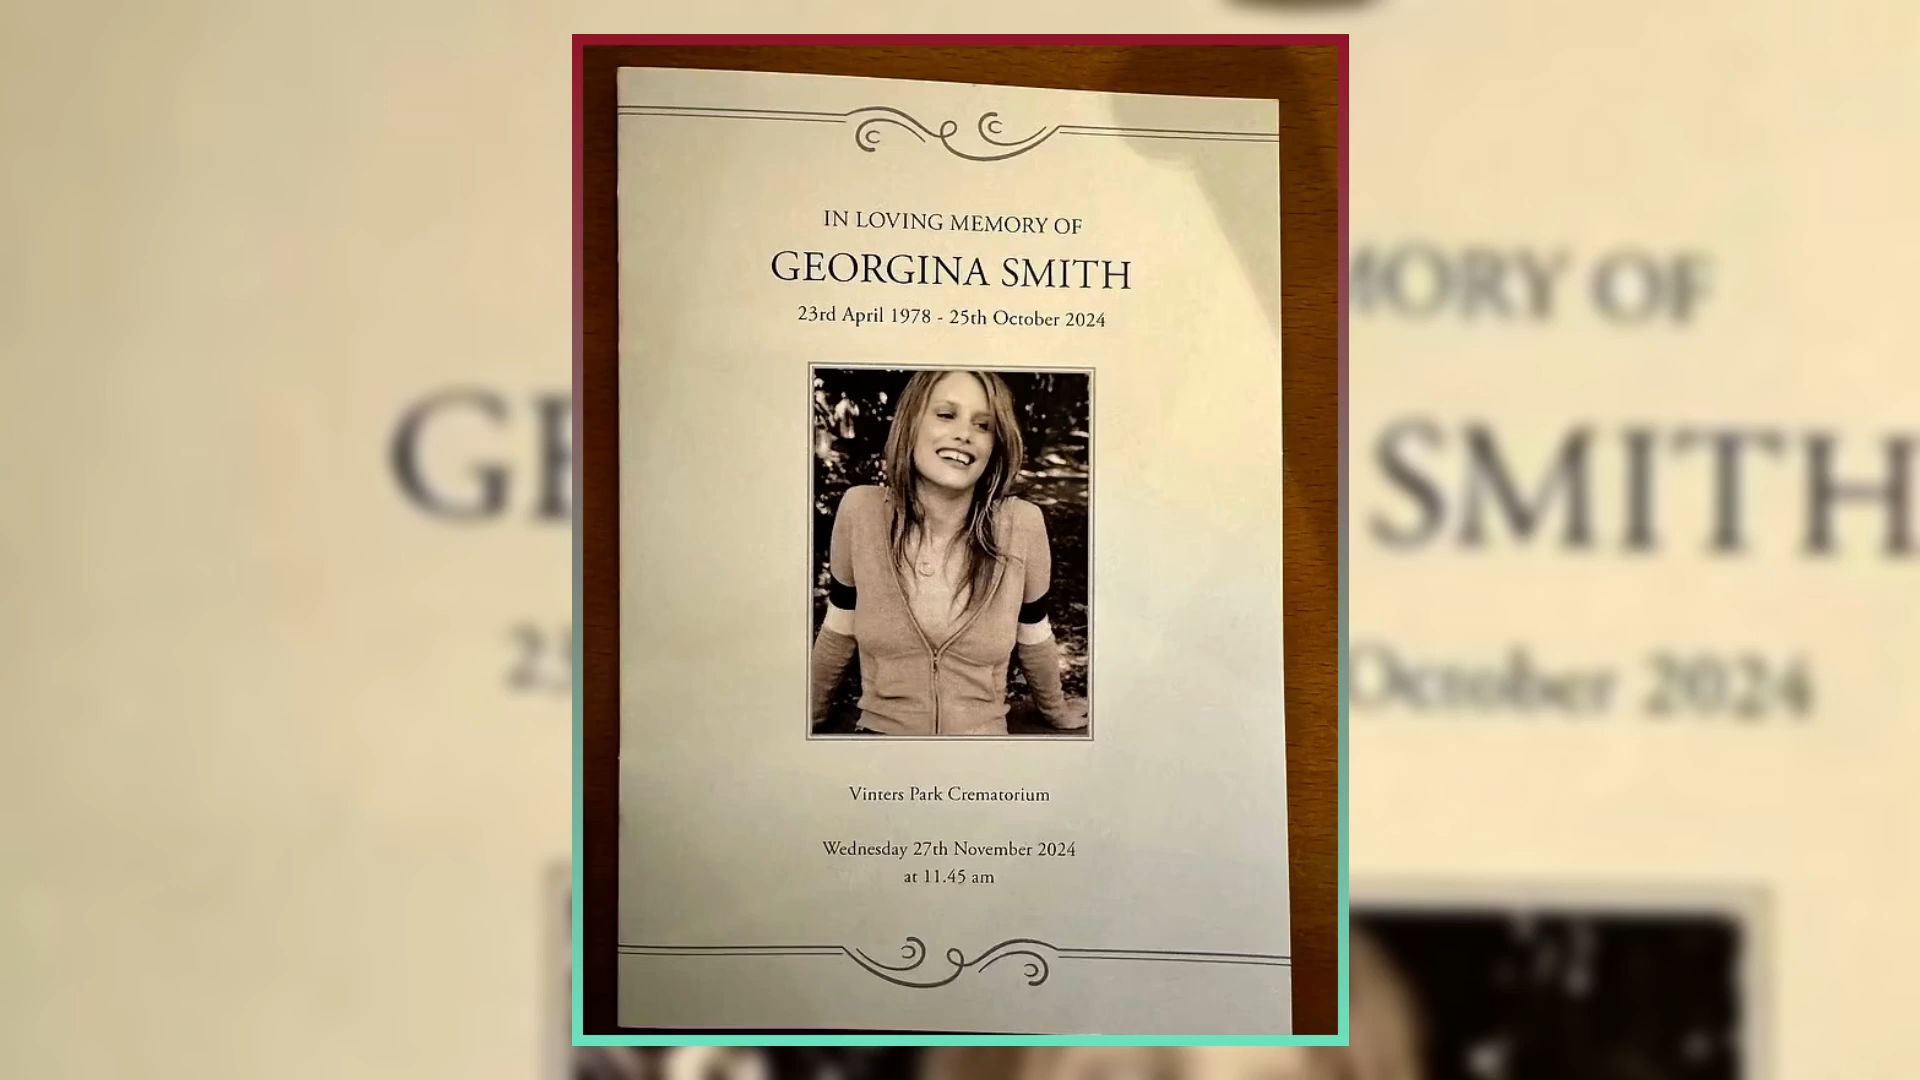 IN LOVING MEMORY OF
GEORGINA SMITH
23rd April 1978 - 25th October 2024
Vinters Park Crematorium
Wednesday 27th November 2024
at 11.45 am